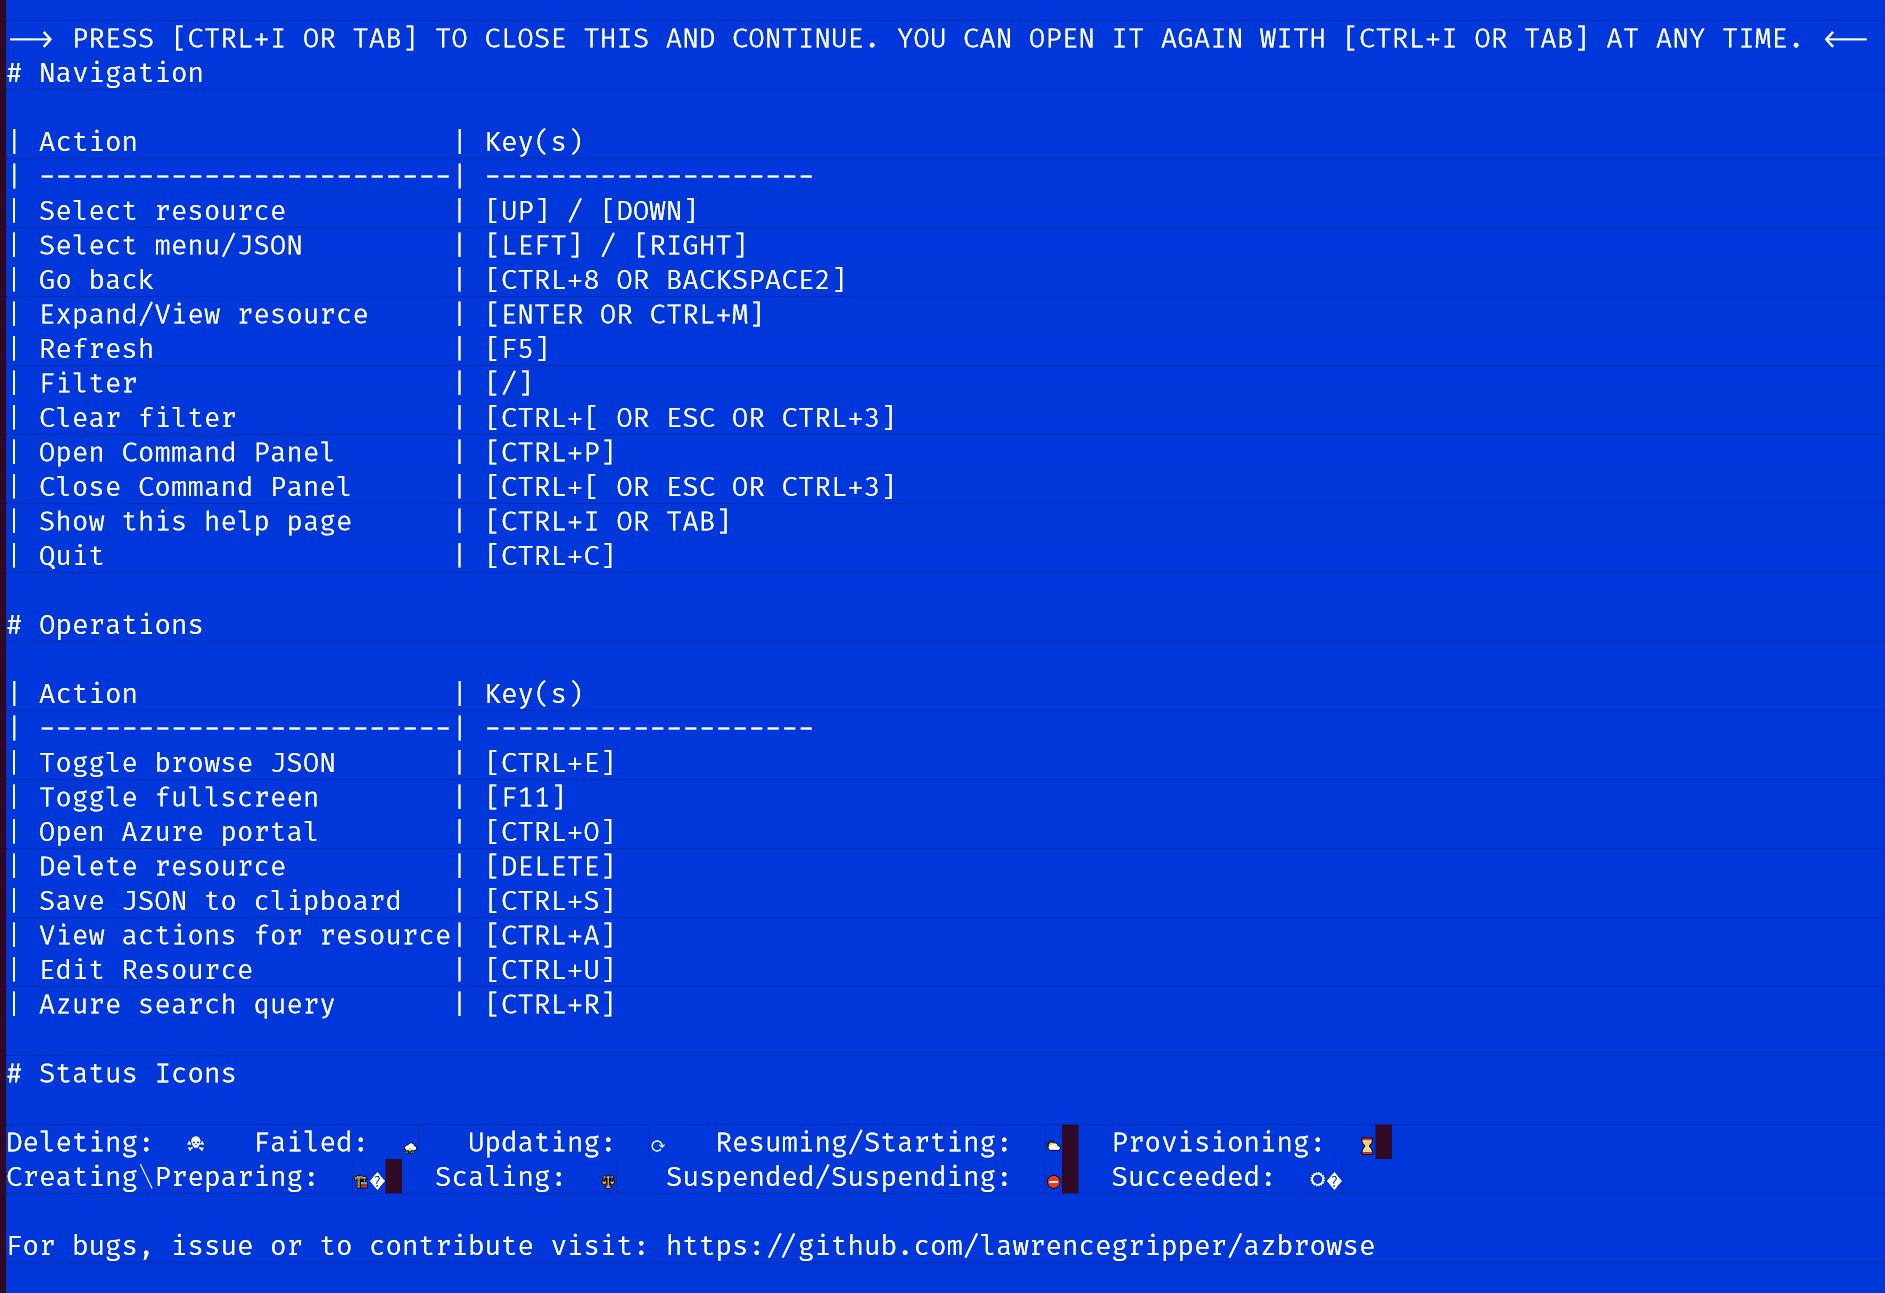 --> PRESS [CTRL+I OR TAB] TO CLOSE THIS AND CONTINUE. YOU CAN OPEN IT AGAIN WITH [CTRL+I OR TAB] AT ANY TIME. <--
# Navigation
| Action                   | Key(s)
| -------------------------| --------------------
| Select resource          | [UP] / [DOWN]
| Select menu/JSON         | [LEFT] / [RIGHT]
| Go back                  | [CTRL+8 OR BACKSPACE2]
| Expand/View resource     | [ENTER OR CTRL+M]
| Refresh                  | [F5]
| Filter                   | [/]
| Clear filter             | [CTRL+[ OR ESC OR CTRL+3]
| Open Command Panel       | [CTRL+P]
| Close Command Panel      | [CTRL+[ OR ESC OR CTRL+3]
| Show this help page      | [CTRL+I OR TAB]
| Quit                     | [CTRL+C]
# Operations
| Action                   | Key(s)
| -------------------------| --------------------
| Toggle browse JSON       | [CTRL+E]
| Toggle fullscreen        | [F11]
| Open Azure portal        | [CTRL+O]
| Delete resource          | [DELETE]
| Save JSON to clipboard   | [CTRL+S]
| View actions for resource| [CTRL+A]
| Edit Resource            | [CTRL+U]
| Azure search query       | [CTRL+R]
# Status Icons
Deleting:  ☠   Failed:  ⛈   Updating:  ⟳   Resuming/Starting:  ⛅  Provisioning:  ⌛
Creating\Preparing:  🏗�  Scaling:  ⚖   Suspended/Suspending:  ⛔  Succeeded:  🌣�
For bugs, issue or to contribute visit: https://github.com/lawrencegripper/azbrowse